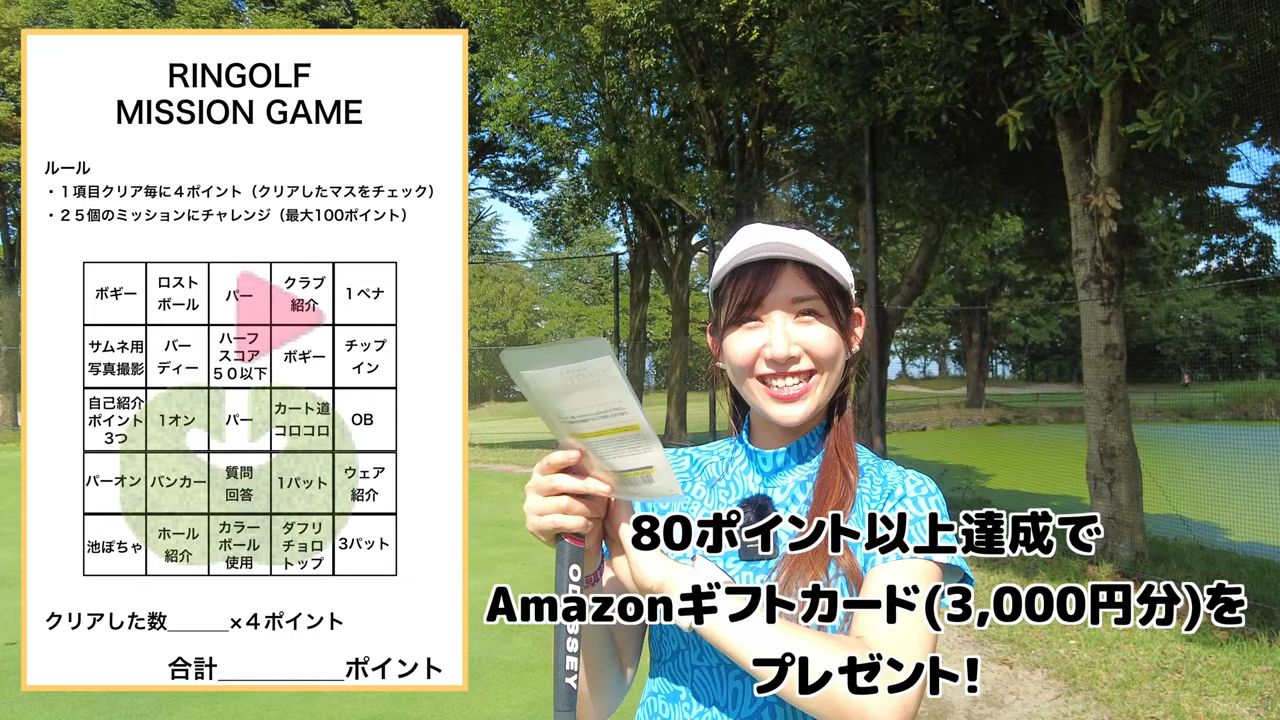 RINGOLF
MISSION GAME
ルール
・１項目クリア毎に４ポイント（クリアしたマスをチェック）
・２５個のミッションにチャレンジ（最大100ポイント）
ボギー
ロスト
ボール
パー
クラブ
紹介
１ペナ
サムネ用
写真撮影
バー
ディー
ハーフ
スコア
５０以下
ボギー
チップ
イン
自己紹介
ポイント
3つ
1オン
パー
カート道
コロコロ
OB
パーオン
バンカー
質問
回答
1パット
ウェア
紹介
池ぽちゃ
ホール
紹介
カラー
ボール
使用
ダフリ
チョロ
トップ
3パット
クリアした数______×４ポイント
合計__________ポイント
80ポイント以上達成で
Amazonギフトカード(3,000円分)を
プレゼント!